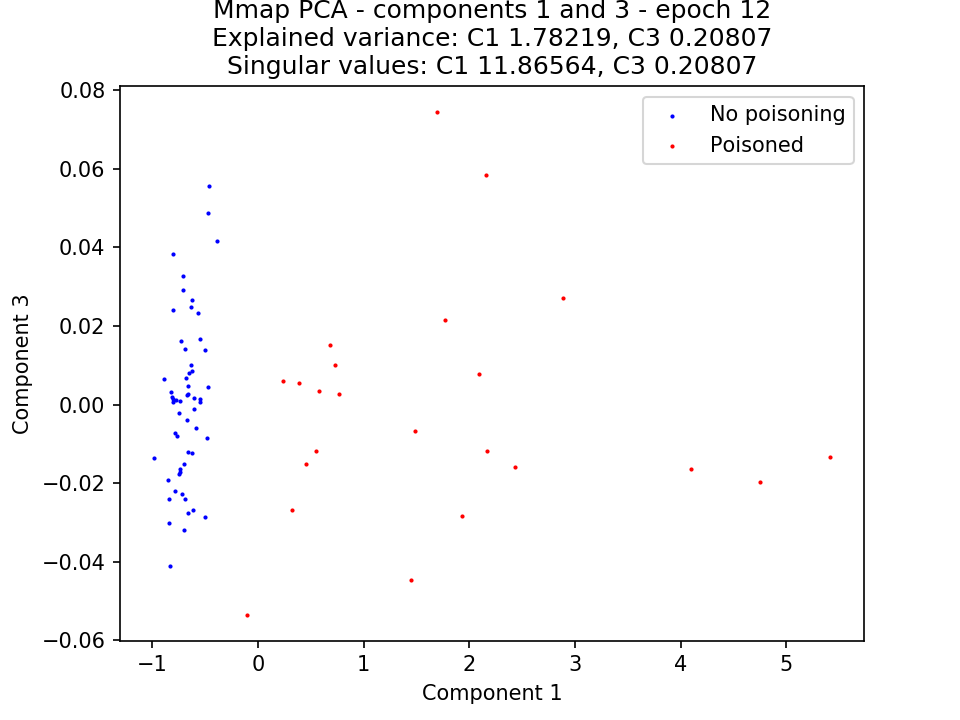 Mmap PCA - components 1 and 3 - epoch 12
Explained variance: C1 1.78219, C3 0.20807
Singular values: C1 11.86564, C3 0.20807
No poisoning
Poisoned
0.08
0.06
0.04
0.02
0.00
−0.02
−0.04
−0.06
Component 3
−1 0 1 2 3 4 5
Component 1